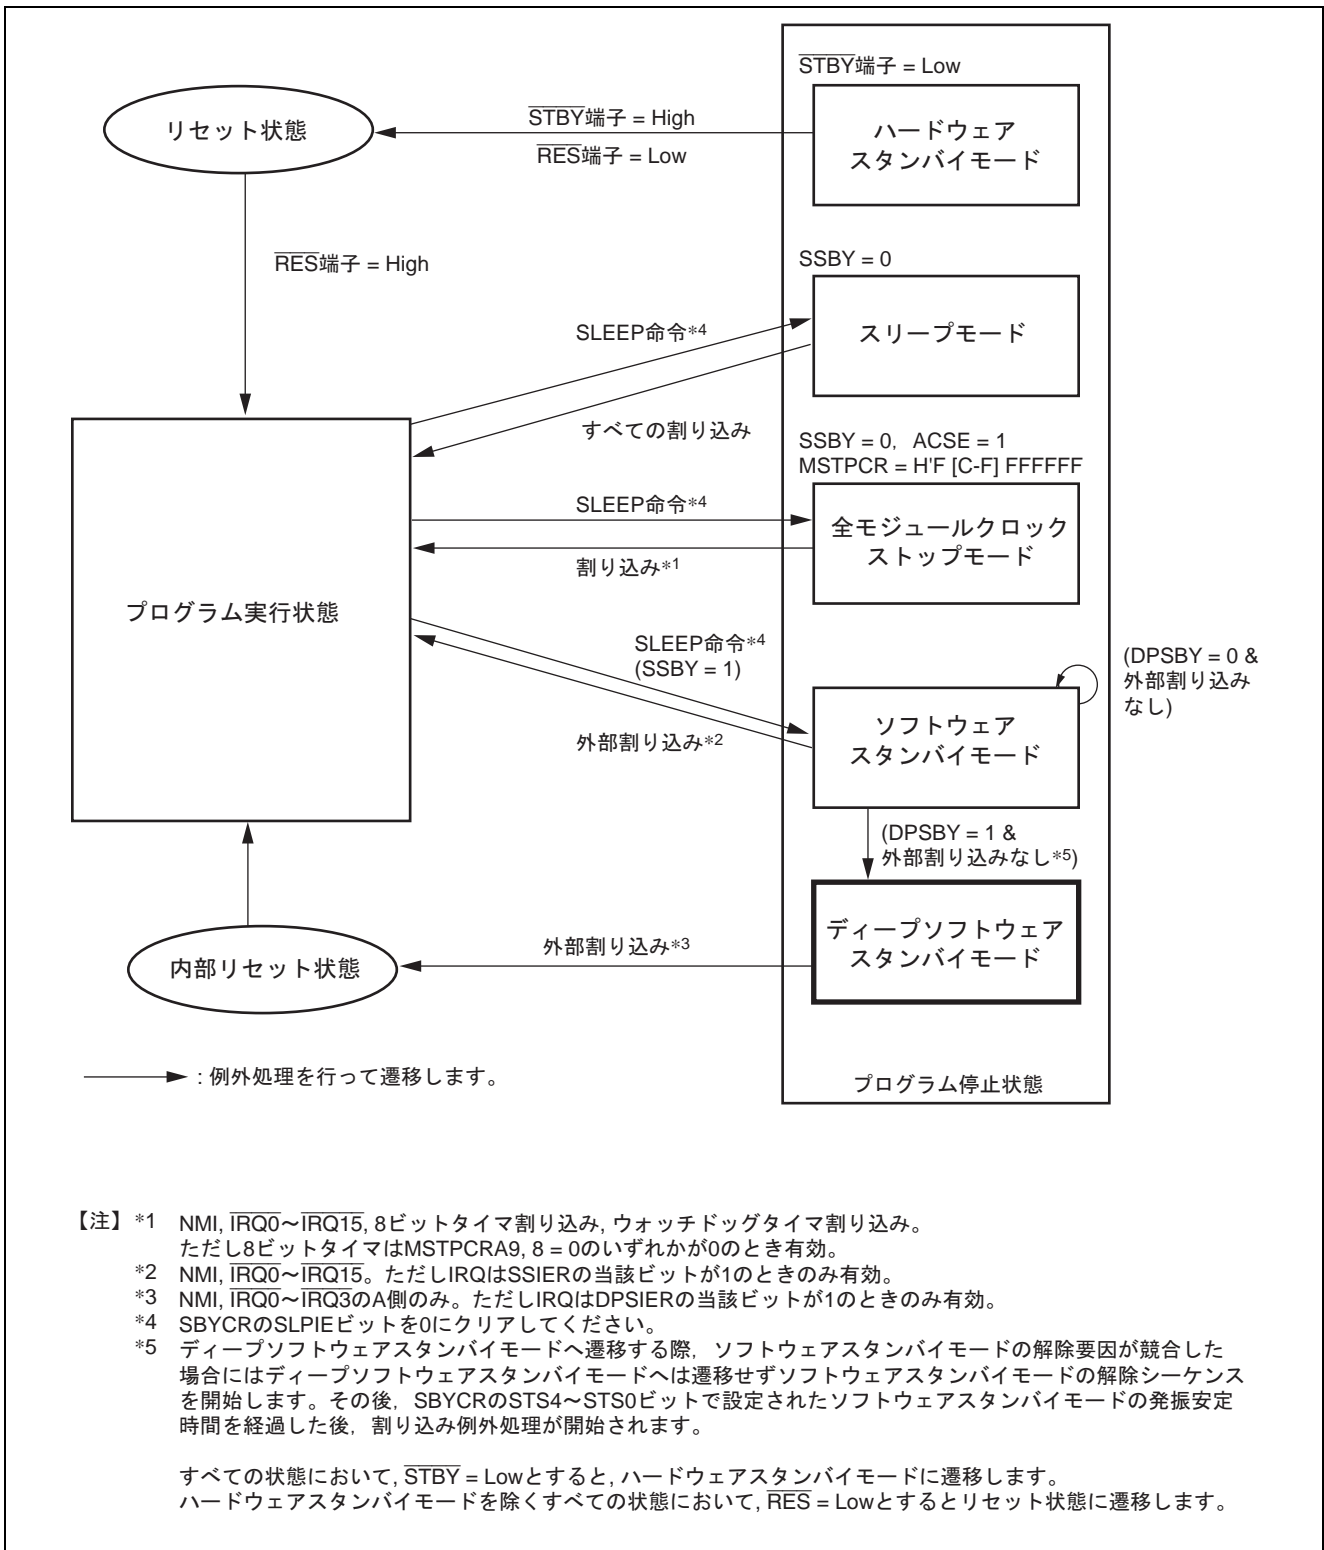 STBY端子 = Low
ハードウェア
スタンバイモード
STBY端子 = High
RES端子 = Low
リセット状態
RES端子 = High
SSBY = 0
スリープモード
SLEEP命令*4
すべての割り込み
SSBY = 0, ACSE = 1
MSTPCR = H'F [C-F] FFFFFF
全モジュールクロック
ストップモード
SLEEP命令*4
割り込み*1
プログラム実行状態
SLEEP命令*4
(SSBY = 1)
外部割り込み*2
ソフトウェア
スタンバイモード
(DPSBY = 0 &
外部割り込み
なし)
(DPSBY = 1 &
外部割り込みなし*5)
ディープソフトウェア
スタンバイモード
外部割り込み*3
内部リセット状態
: 例外処理を行って遷移します。
プログラム停止状態
【注】 *1 NMI, IRQ0～IRQ15, 8ビットタイマ割り込み, ウォッチドッグタイマ割り込み。
ただし8ビットタイマはMSTPCRA9, 8 = 0のいずれかが0のとき有効。
*2 NMI, IRQ0～IRQ15。ただしIRQはSSIERの当該ビットが1のときのみ有効。
*3 NMI, IRQ0～IRQ3のA側のみ。ただしIRQはDPSIERの当該ビットが1のときのみ有効。
*4 SBYCRのSLPIEビットを0にクリアしてください。
*5 ディープソフトウェアスタンバイモードへ遷移する際, ソフトウェアスタンバイモードの解除要因が競合した
場合にはディープソフトウェアスタンバイモードへは遷移せずソフトウェアスタンバイモードの解除シーケンス
を開始します。その後, SBYCRのSTS4～STS0ビットで設定されたソフトウェアスタンバイモードの発振安定
時間を経過した後, 割り込み例外処理が開始されます。
すべての状態において, STBY = Lowとすると, ハードウェアスタンバイモードに遷移します。
ハードウェアスタンバイモードを除くすべての状態において, RES = Lowとするとリセット状態に遷移します。